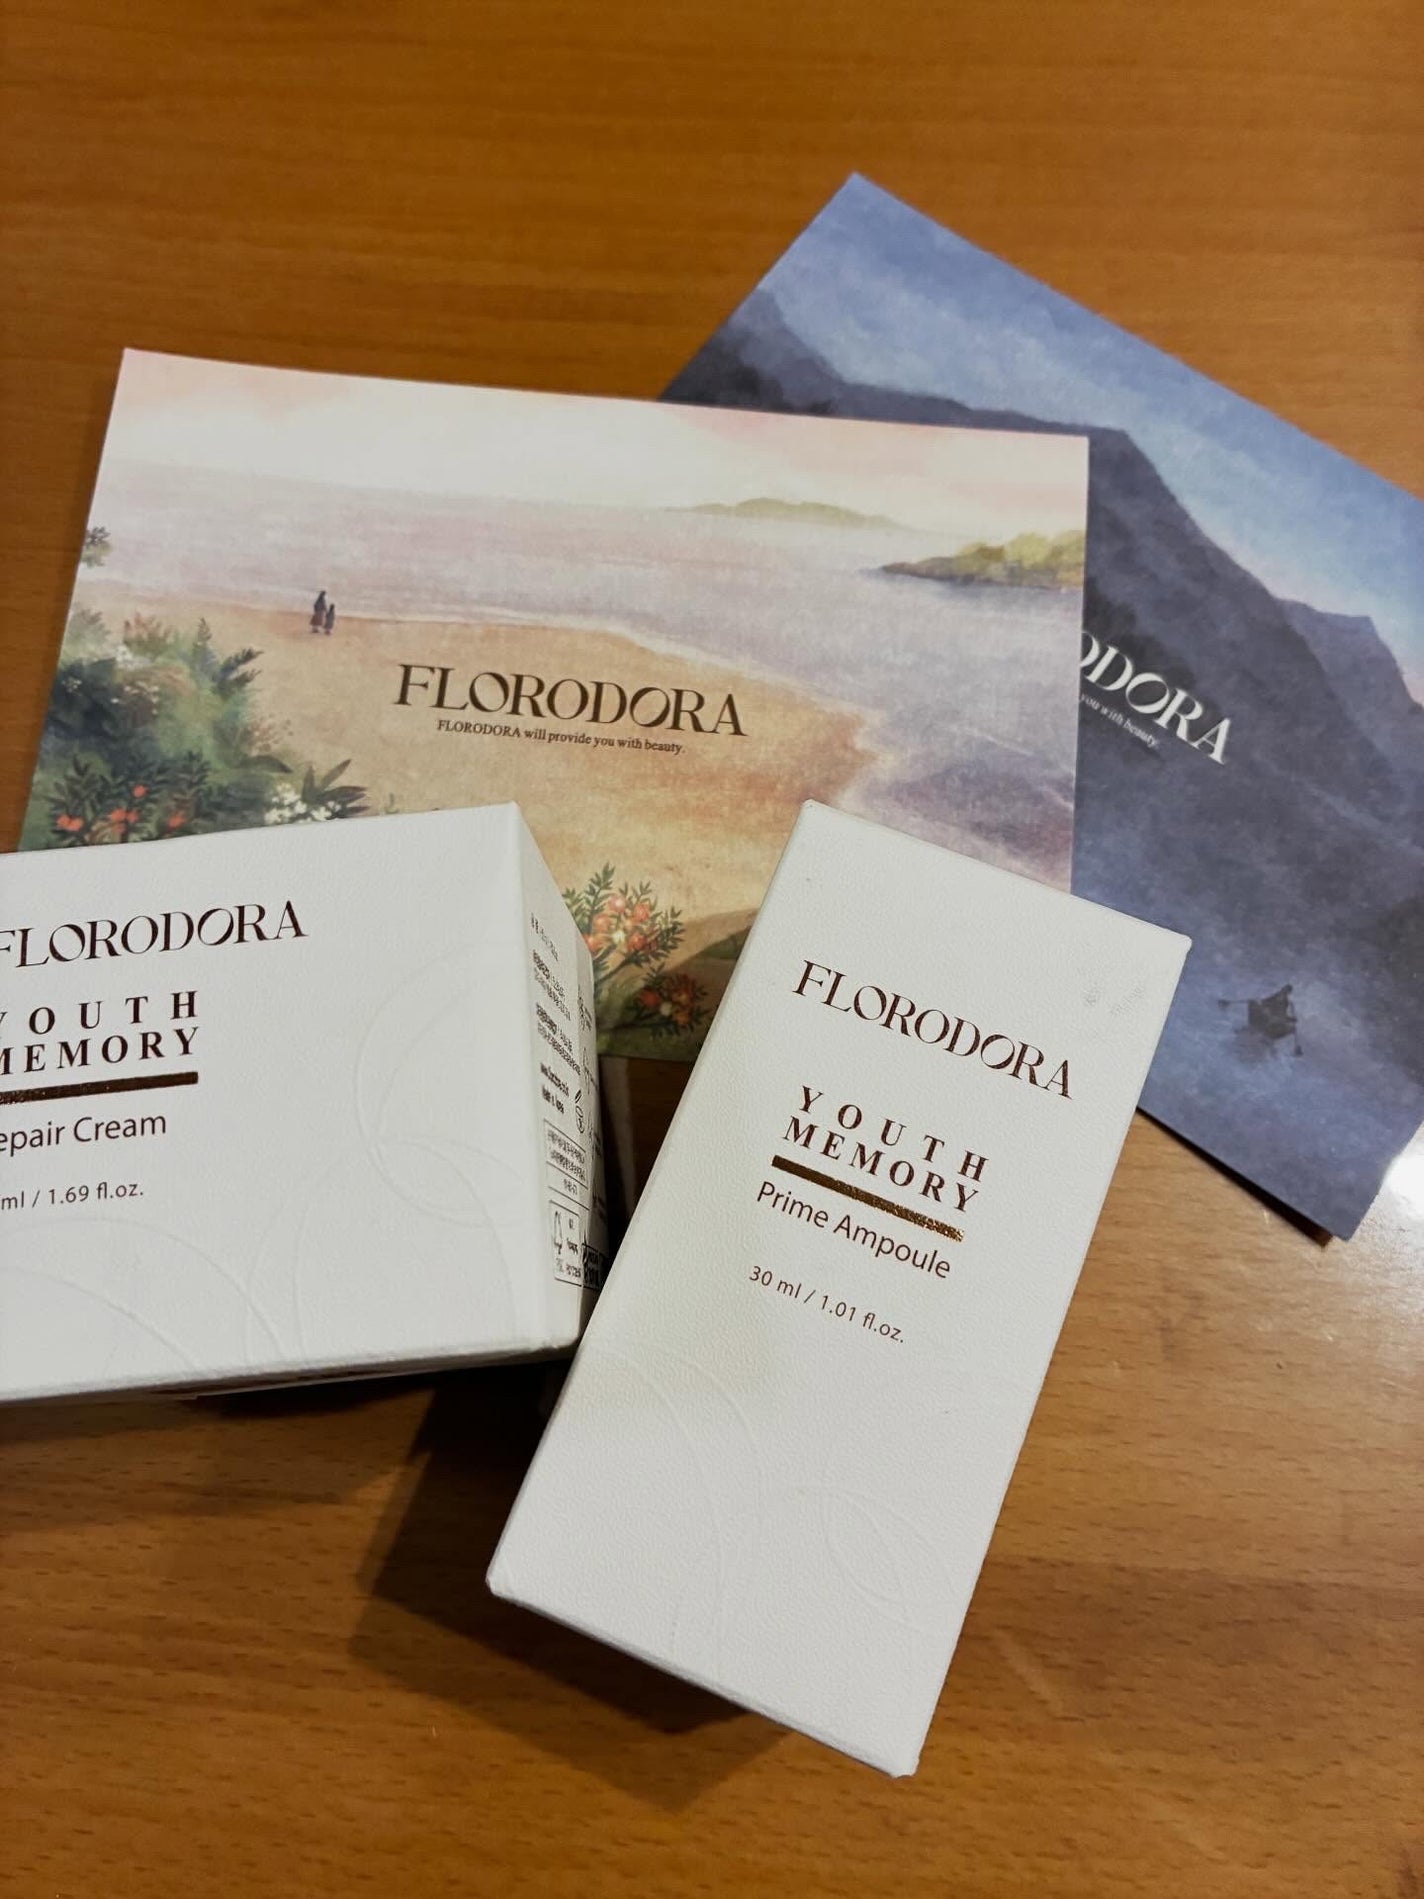 FLORODORA
FLORODORA will provide you with beauty.
ODORA
you with beauty.
FLORODORA
YOUTH
MEMORY
epair Cream
ml / 1.69 fl.oz.
FLORODORA
YOUTH
MEMORY
Prime Ampoule
30 ml / 1.01 fl.oz.